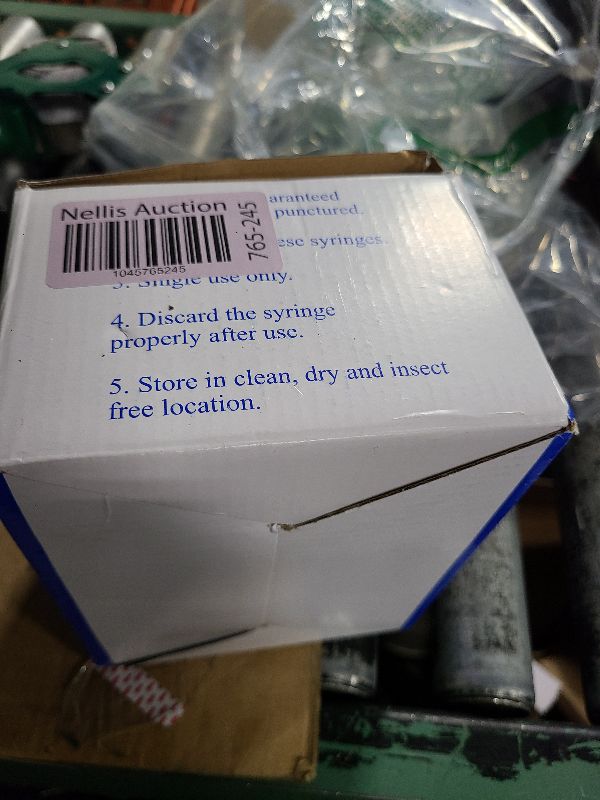 Nellis Auction
765-245
1045765245
aranteed
punctured.
ese syringes.
3. Single use only.
4. Discard the syringe
properly after use.
5. Store in clean, dry and insect
free location.